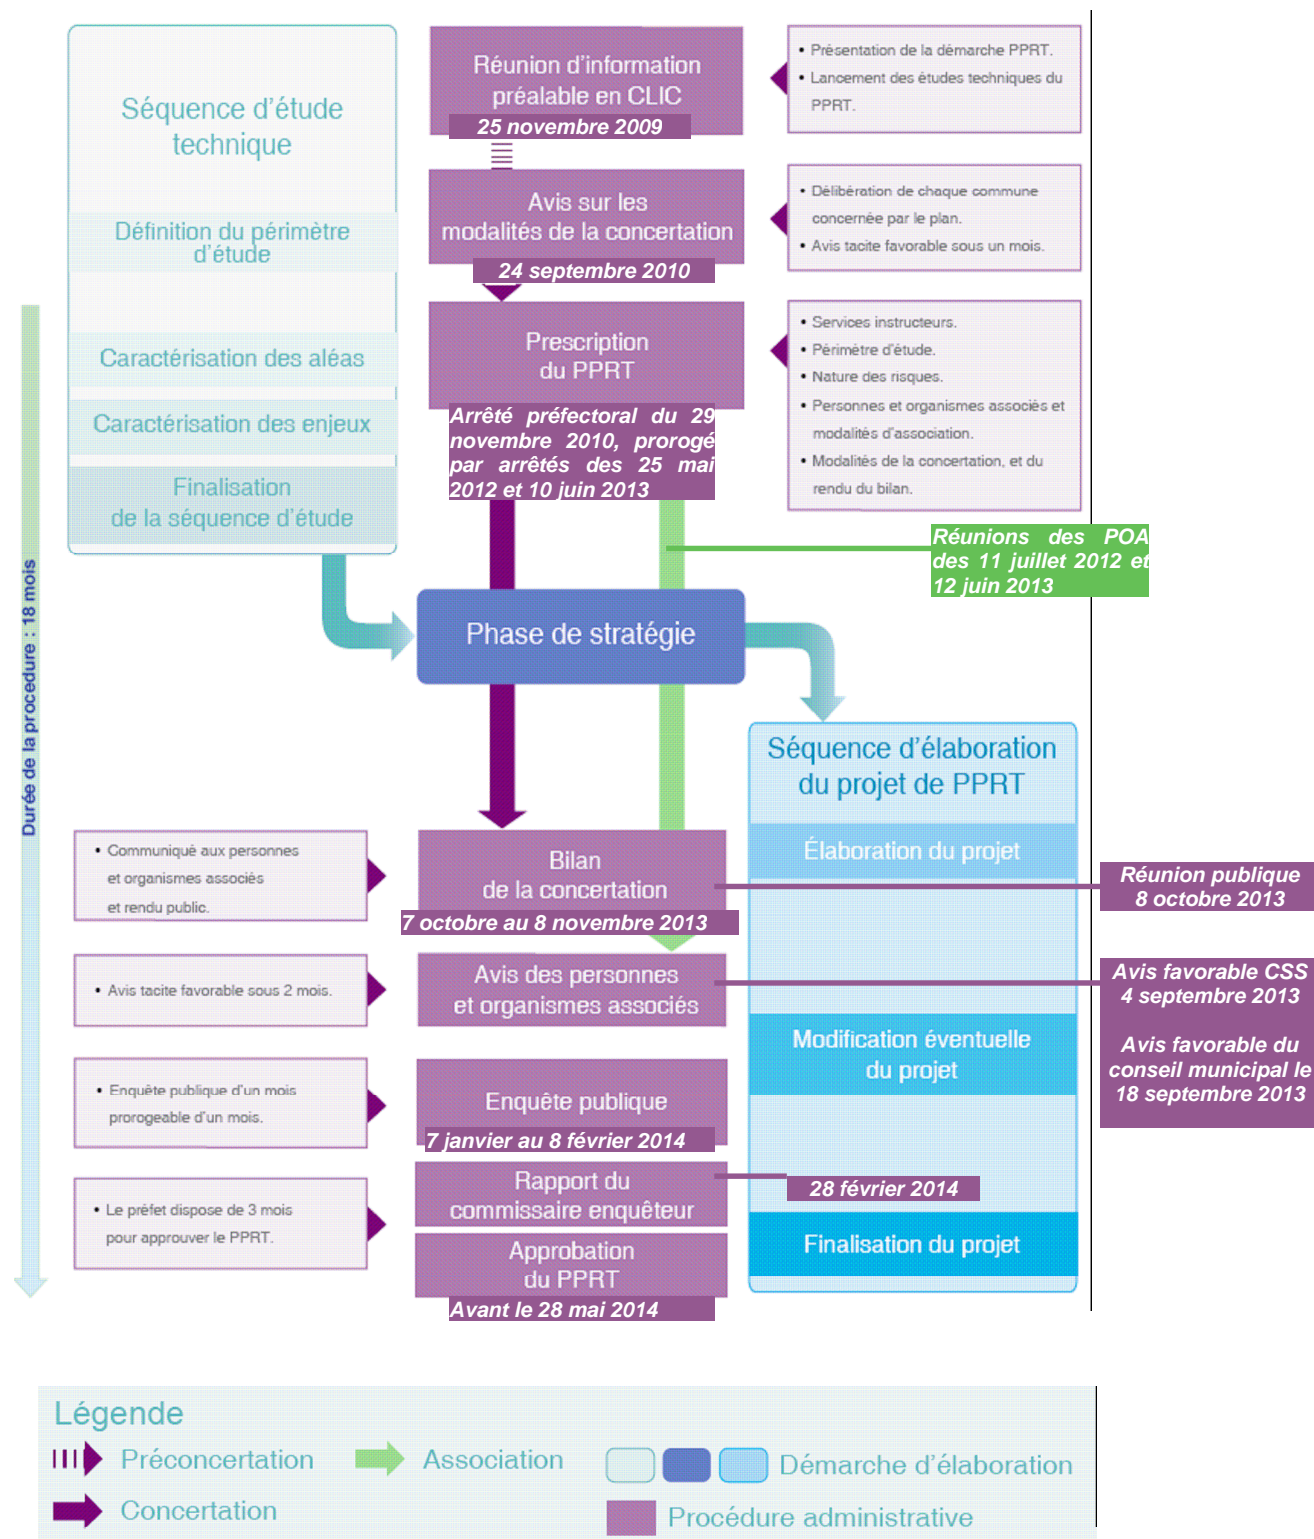 Séquence d'étude
technique
Définition du périmètre
d'étude
Caractérisation des aléas
Caractérisation des enjeux
Finalisation
de la séquence d'étude
Durée de la procedure : 18 mois
Réunion d'information
préalable en CLIC
25 novembre 2009
• Présentation de la démarche PPRT.
• Lancement des études techniques du
PPRT.
Avis sur les
modalités de la concertation
24 septembre 2010
• Délibération de chaque commune
concernée par le plan.
• Avis tacite favorable sous un mois.
Prescription
du PPRT
Arrêté préfectoral du 29
novembre 2010, prorogé
par arrêtés des 25 mai
2012 et 10 juin 2013
• Services instructeurs.
• Périmètre d'étude.
• Nature des risques.
• Personnes et organismes associés et
modalités d'association.
• Modalités de la concertation, et du
rendu du bilan.
Réunions des POA
des 11 juillet 2012 et
12 juin 2013
Phase de stratégie
Séquence d'élaboration
du projet de PPRT
Élaboration du projet
Modification éventuelle
du projet
Finalisation du projet
• Communiqué aux personnes
et organismes associés
et rendu public.
Bilan
de la concertation
7 octobre au 8 novembre 2013
Réunion publique
8 octobre 2013
• Avis tacite favorable sous 2 mois.
Avis des personnes
et organismes associés
Avis favorable CSS
4 septembre 2013
Avis favorable du
conseil municipal le
18 septembre 2013
• Enquête publique d'un mois
prorogeable d'un mois.
Enquête publique
7 janvier au 8 février 2014
Rapport du
commissaire enquêteur
28 février 2014
• Le préfet dispose de 3 mois
pour approuver le PPRT.
Approbation
du PPRT
Avant le 28 mai 2014
Légende
Préconcertation
Association
Démarche d'élaboration
Concertation
Procédure administrative